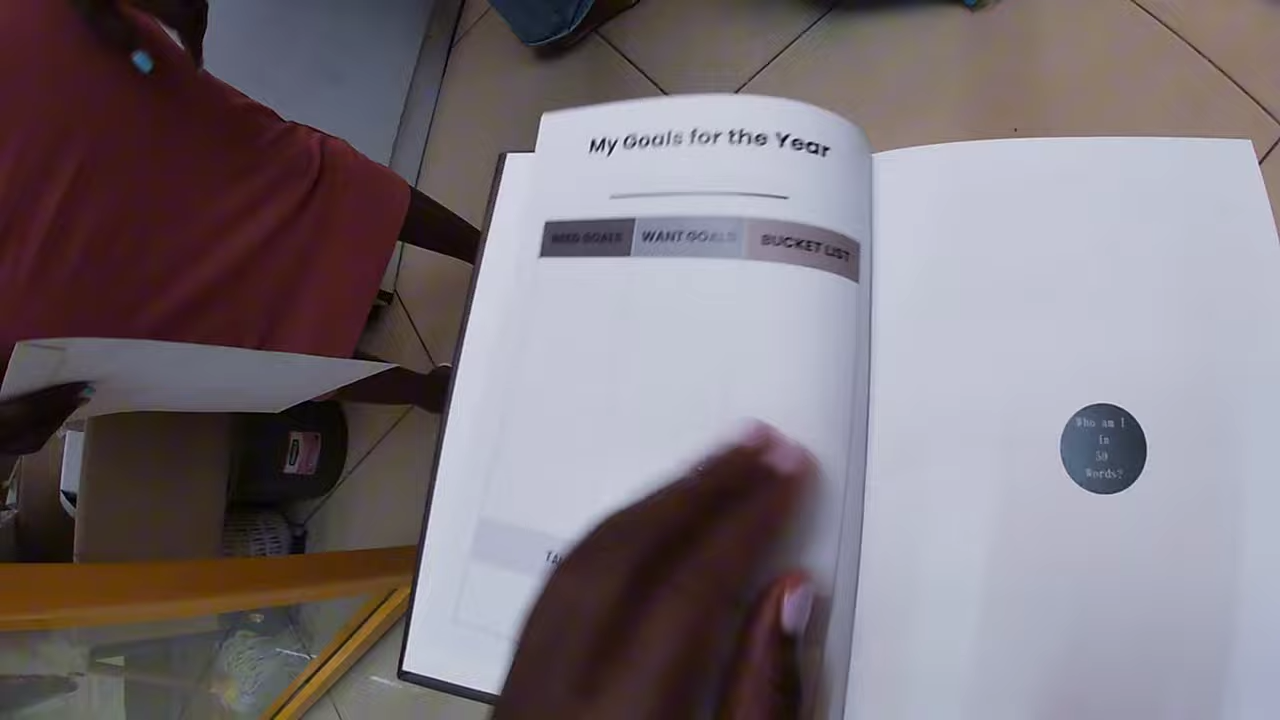 My Goals for the Year
NEED GOALS
WANT GOALS
BUCKET LIST
Who am I
in
50
Words?